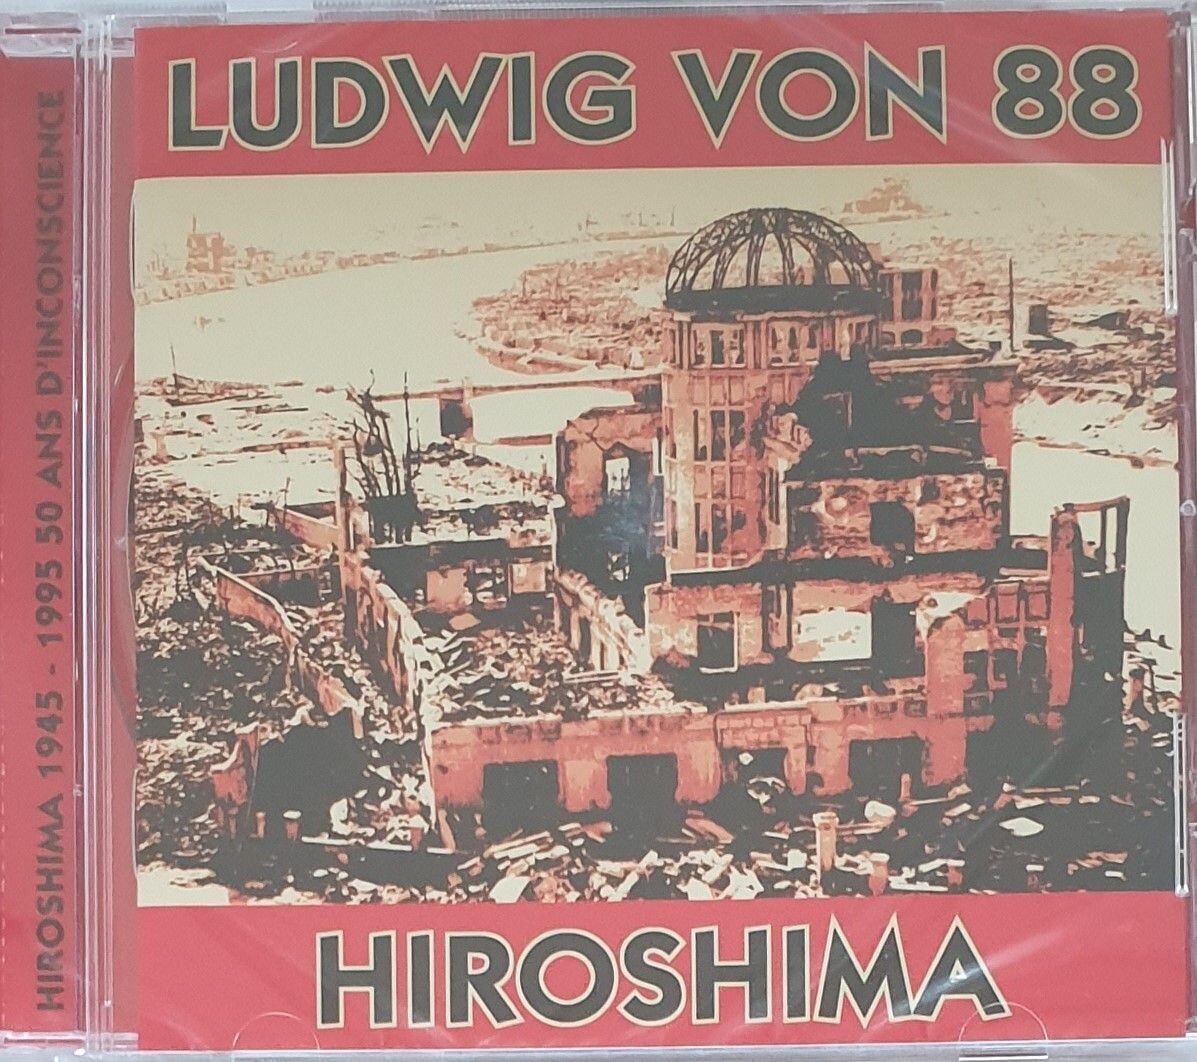 LUDWIG VON 88
HIROSHIMA 1945 - 1995 50 ANS D'INCONSCIENCE
HIROSHIMA